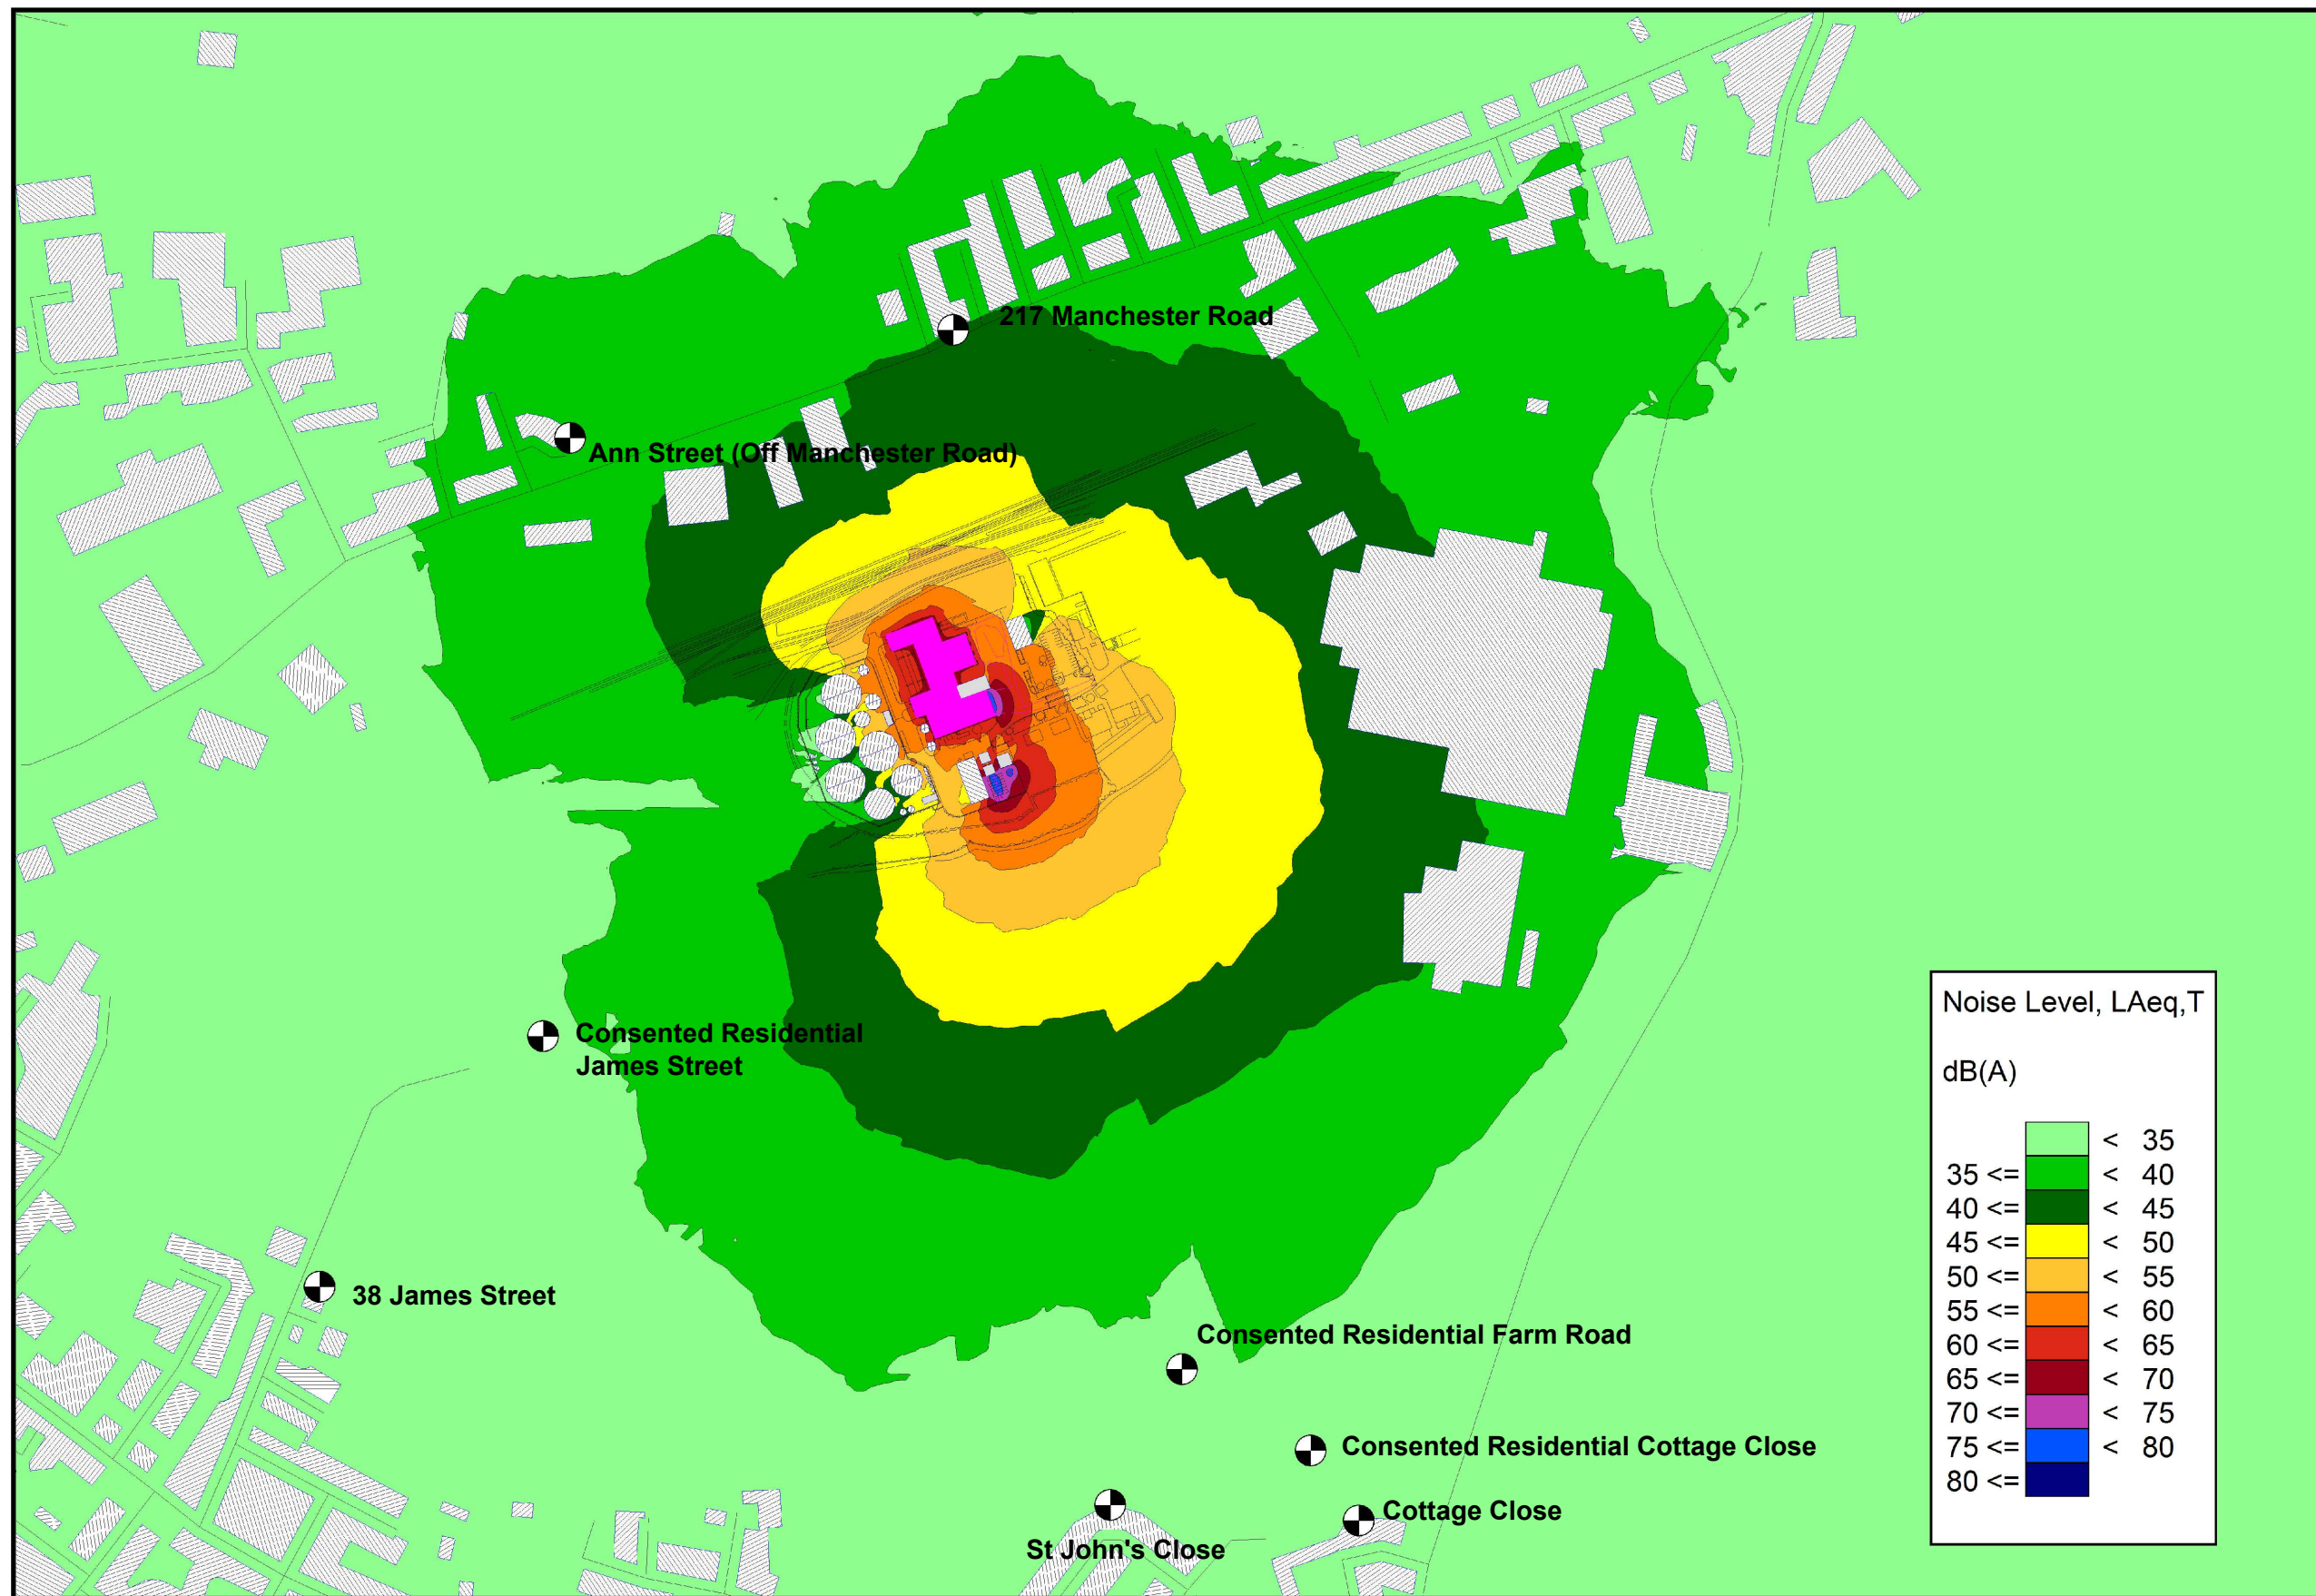 217 Manchester Road
Ann Street (Off Manchester Road)
Consented Residential
James Street
38 James Street
Consented Residential Farm Road
Consented Residential Cottage Close
Cottage Close
St John's Close
Noise Level, LAeq,T
dB(A)
< 35
35 <= < 40
40 <= < 45
45 <= < 50
50 <= < 55
55 <= < 60
60 <= < 65
65 <= < 70
70 <= < 75
75 <= < 80
80 <=